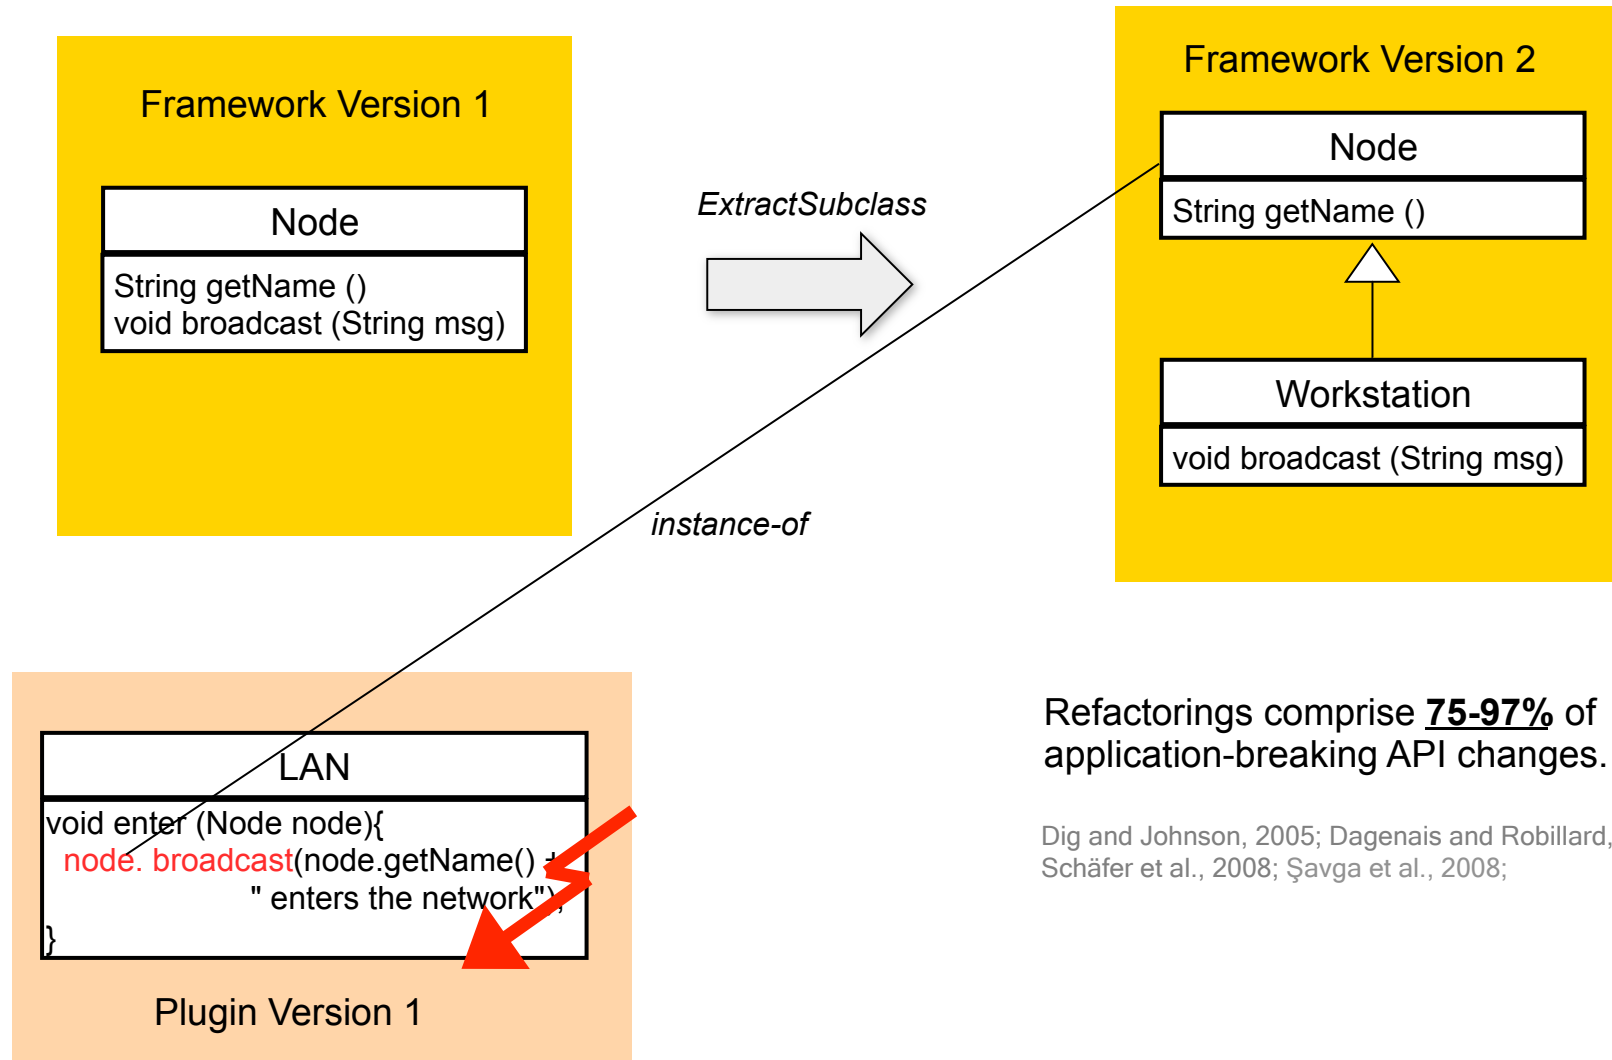 Framework Version 1
Node
String getName ()
void broadcast (String msg)
ExtractSubclass
Framework Version 2
Node
String getName ()
Workstation
void broadcast (String msg)
instance-of
LAN
void enter (Node node){
node. broadcast(node.getName() +
" enters the network");
}
Plugin Version 1
Refactorings comprise 75-97% of
application-breaking API changes.
Dig and Johnson, 2005; Dagenais and Robillard,
Schäfer et al., 2008; Şavga et al., 2008;